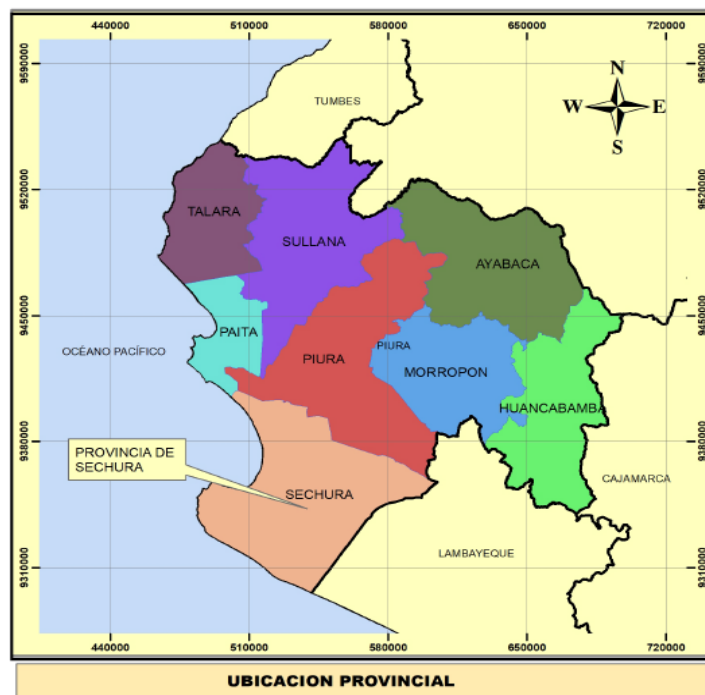 440000 510000 580000 650000 720000
9590000 9590000
N
TUMBES
W E
S
9520000 9520000
TALARA
SULLANA
AYABACA
9450000 9450000
PAITA
PIURA
OCÉANO PACÍFICO
PIURA
MORROPON
HUANCABAMBA
9380000 9380000
PROVINCIA DE
SECHURA
CAJAMARCA
SECHURA
LAMBAYEQUE
9310000 9310000
440000 510000 580000 650000 720000
UBICACION PROVINCIAL